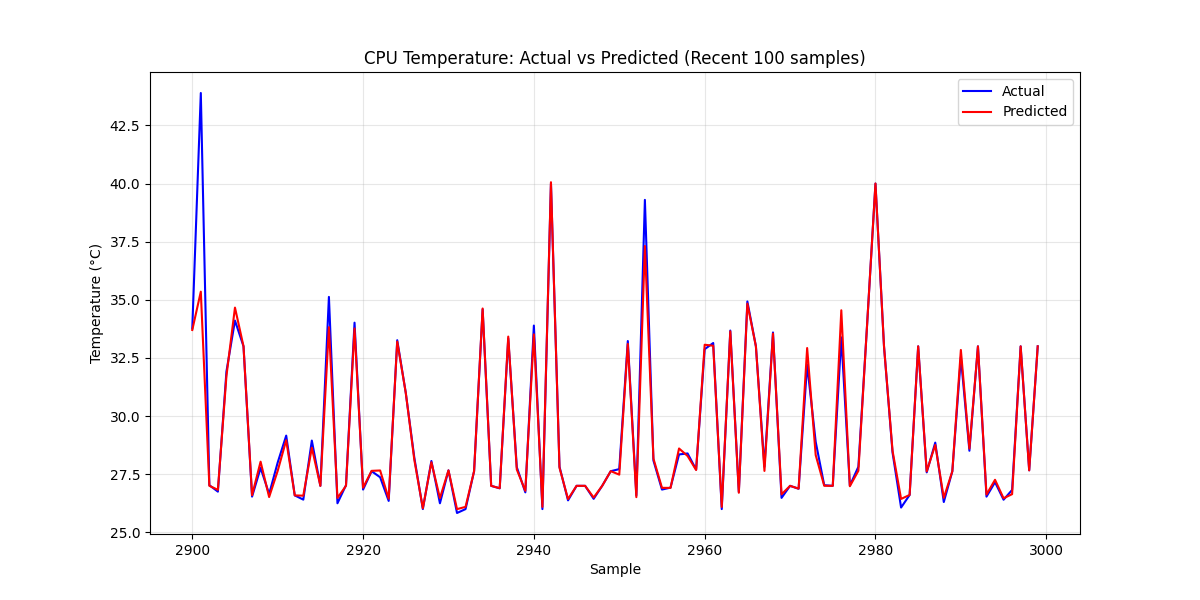 CPU Temperature: Actual vs Predicted (Recent 100 samples)
Actual
Predicted
42.5
40.0
37.5
35.0
32.5
30.0
27.5
25.0
Temperature (°C)
2900 2920 2940 2960 2980 3000
Sample